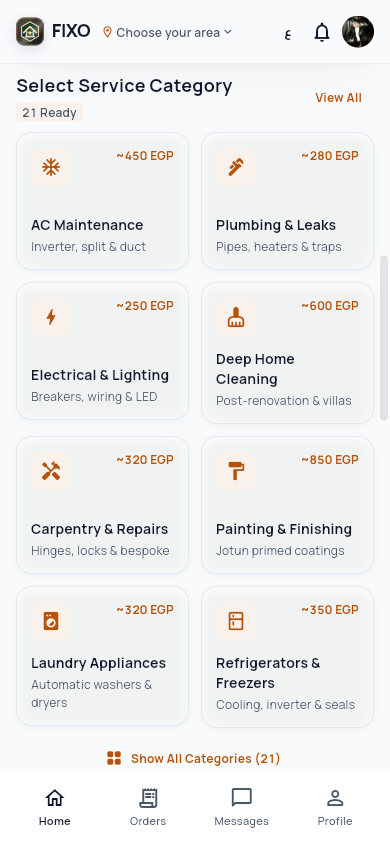 FIXO
Choose your area
ع
Select Service Category
View All
21 Ready
~450 EGP
AC Maintenance
Inverter, split & duct
~280 EGP
Plumbing & Leaks
Pipes, heaters & traps
~250 EGP
Electrical & Lighting
Breakers, wiring & LED
~600 EGP
Deep Home
Cleaning
Post-renovation & villas
~320 EGP
Carpentry & Repairs
Hinges, locks & bespoke
~850 EGP
Painting & Finishing
Jotun primed coatings
~320 EGP
Laundry Appliances
Automatic washers &
dryers
~350 EGP
Refrigerators &
Freezers
Cooling, inverter & seals
Show All Categories (21)
Home
Orders
Messages
Profile